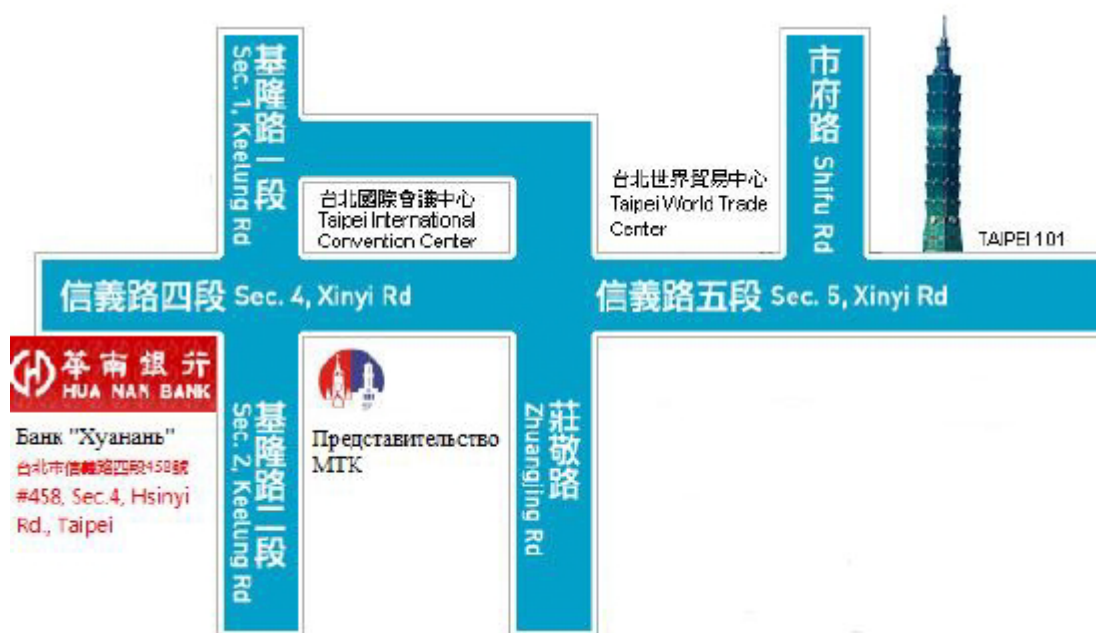 基隆路一段
Sec. 1, Keelung Rd
市府路 Shifu Rd
台北國際會議中心
Taipei International
Convention Center
台北世界貿易中心
Taipei World Trade
Center
TAIPEI 101
信義路四段 Sec. 4, Xinyi Rd
信義路五段 Sec. 5, Xinyi Rd
華南銀行
HUA NAN BANK
Банк "Хуанань"
台北市信義路四段458號
#458, Sec.4, Hsinyi
Rd., Taipei
基隆路二段
Sec. 2, Keelung Rd
Представительство
МТК
莊敬路
Zhuangjing Rd